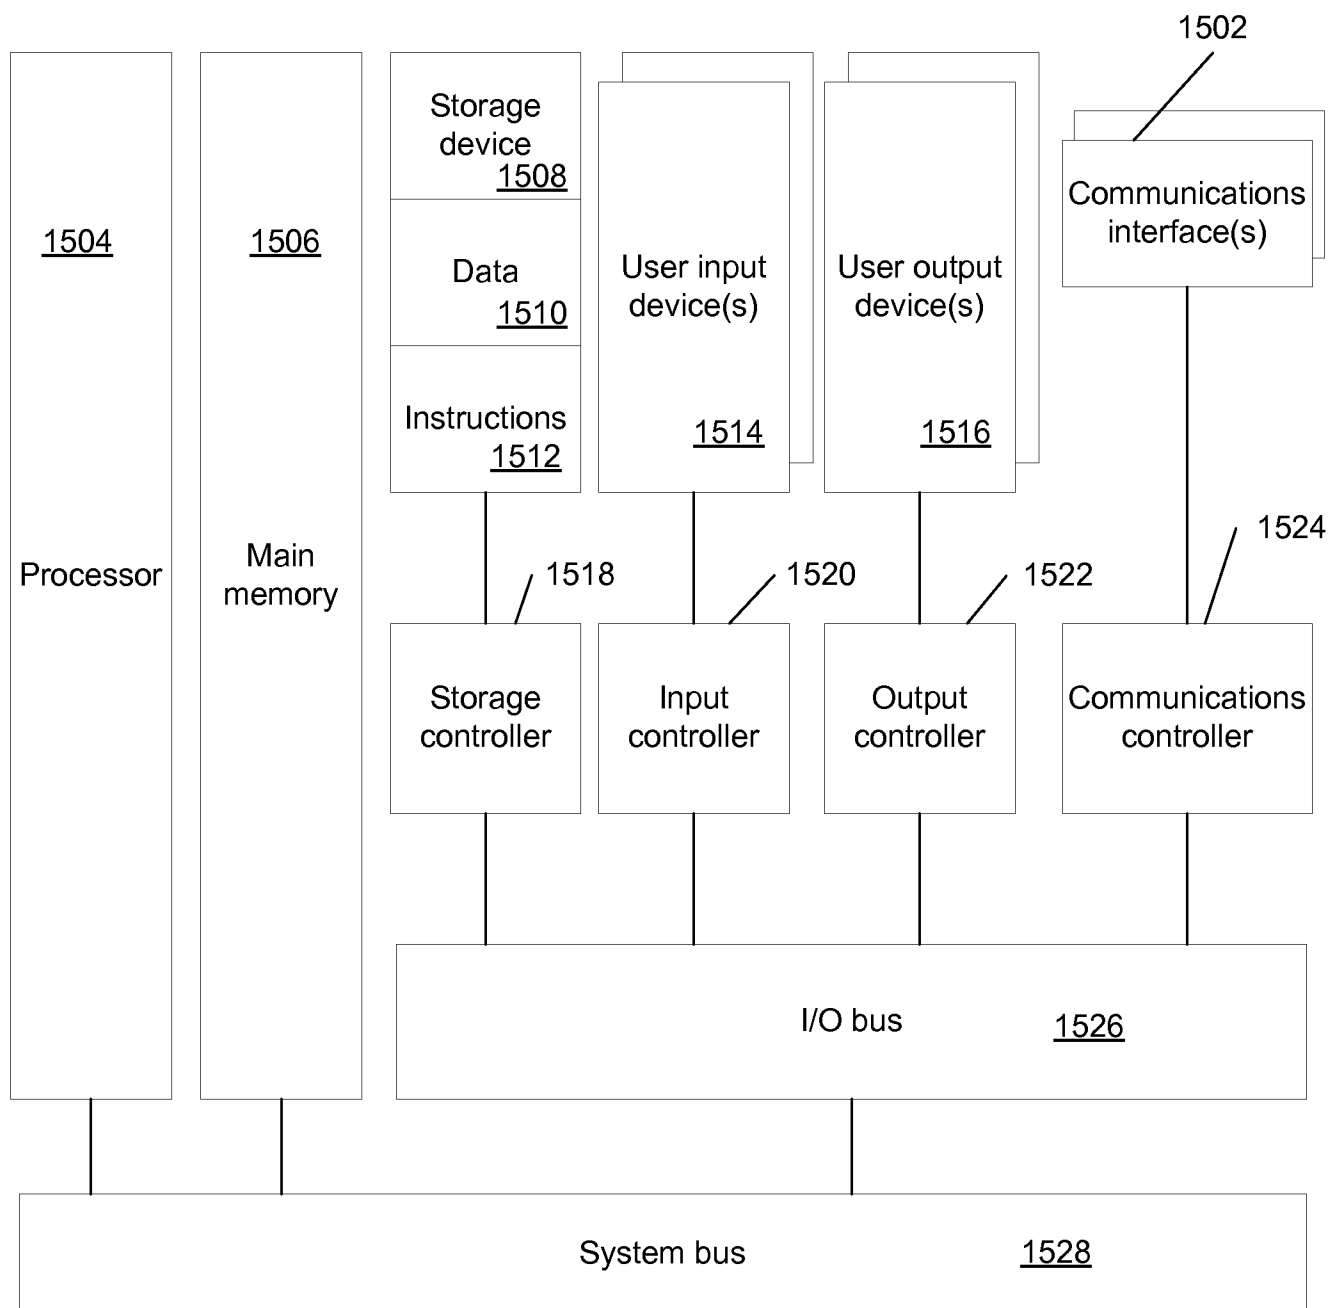 1502
Storage
device
1508
Communications
interface(s)
1504
1506
Data
1510
User input
device(s)
User output
device(s)
Instructions
1512
1514
1516
1524
Processor
Main
memory
1518
1520
1522
Storage
controller
Input
controller
Output
controller
Communications
controller
I/O bus
1526
System bus
1528